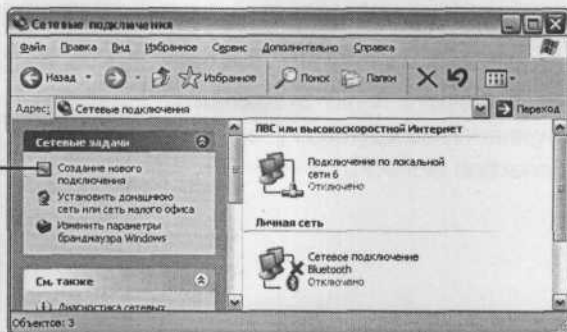 Сетевые подключения
Файл Правка Вид Избранное Сервис Дополнительно Справка
Назад Избранное Поиск Папки
Адрес: Сетевые подключения Переход
Сетевые задачи
Создание нового
подключения
Установить домашнюю
сеть или сеть малого офиса
Изменить параметры
брандмауэра Windows
См. также
Диагностика сетевых
ЛВС или высокоскоростной Интернет
Подключение по локальной
сети 6
Отключено
Личная сеть
Сетевое подключение
Bluetooth
Отключено
Объектов: 3